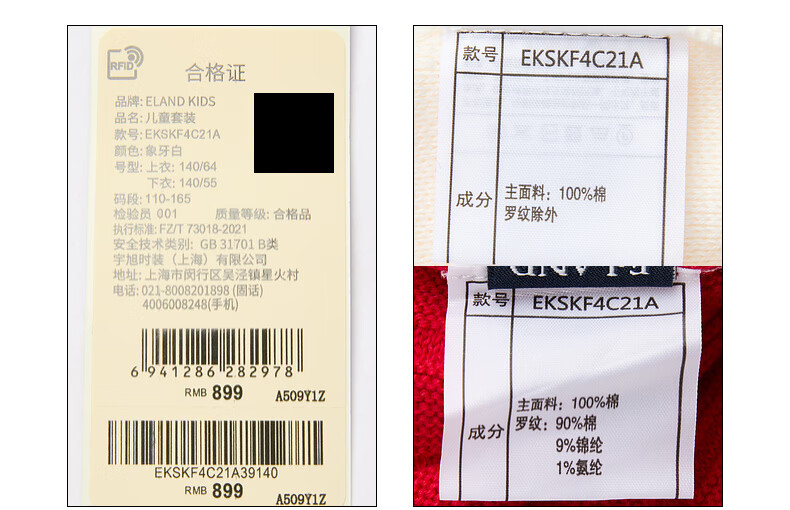 RFID
合格证
品牌: ELAND KIDS
品名: 儿童套装
款号: EKSKF4C21A
颜色: 象牙白
号型: 上衣: 140/64
下衣: 140/55
码段: 110-165
检验员 001 质量等级: 合格品
执行标准: FZ/T 73018-2021
安全技术类别: GB 31701 B类
宇旭时装（上海）有限公司
地址: 上海市闵行区吴泾镇星火村
电话: 021-8008201898 (固话)
4006008248(手机)
6 941286 282978
RMB 899 A509Y1Z
EKSKF4C21A39140
RMB 899 A509Y1Z
款号 EKSKF4C21A
成分 主面料: 100%棉
罗纹除外
ELAND
款号 EKSKF4C21A
主面料: 100%棉
成分 罗纹: 90%棉
9%锦纶
1%氨纶